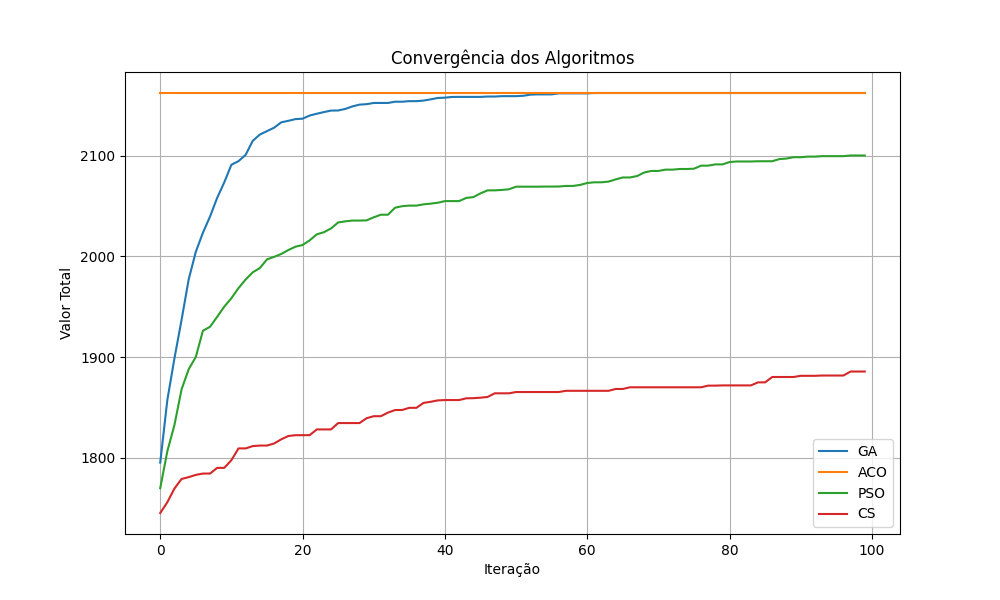 Convergência dos Algoritmos
Valor Total
2100
2000
1900
1800
0
20
40
60
80
100
Iteração
GA
ACO
PSO
CS